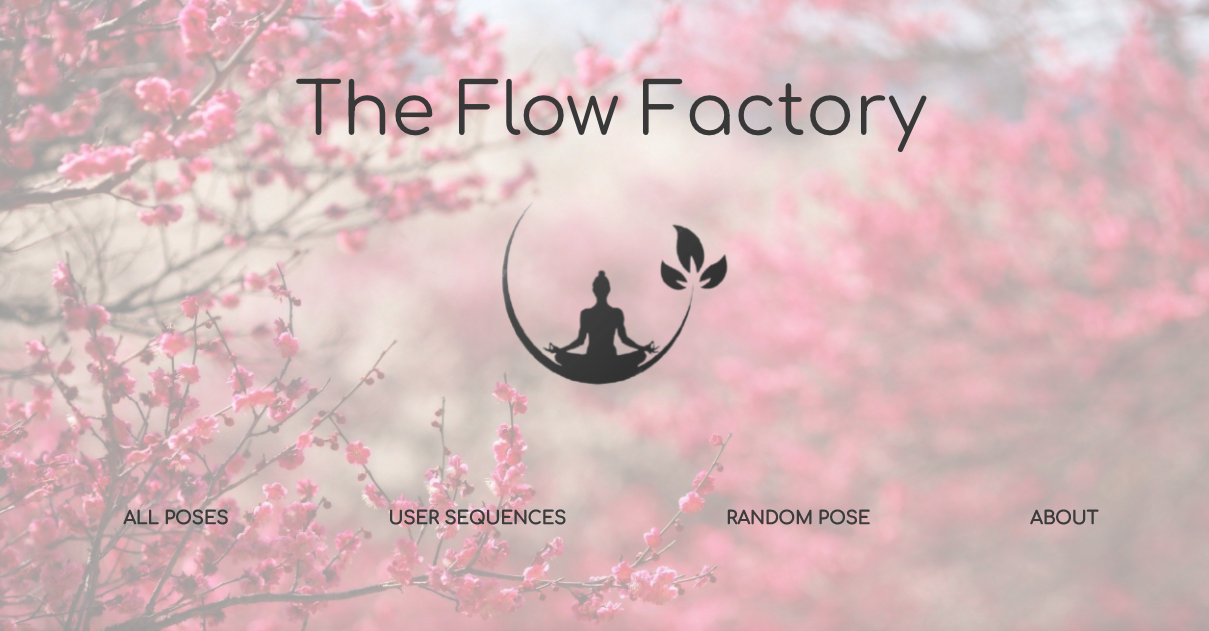 The Flow Factory
ALL POSES USER SEQUENCES RANDOM POSE ABOUT